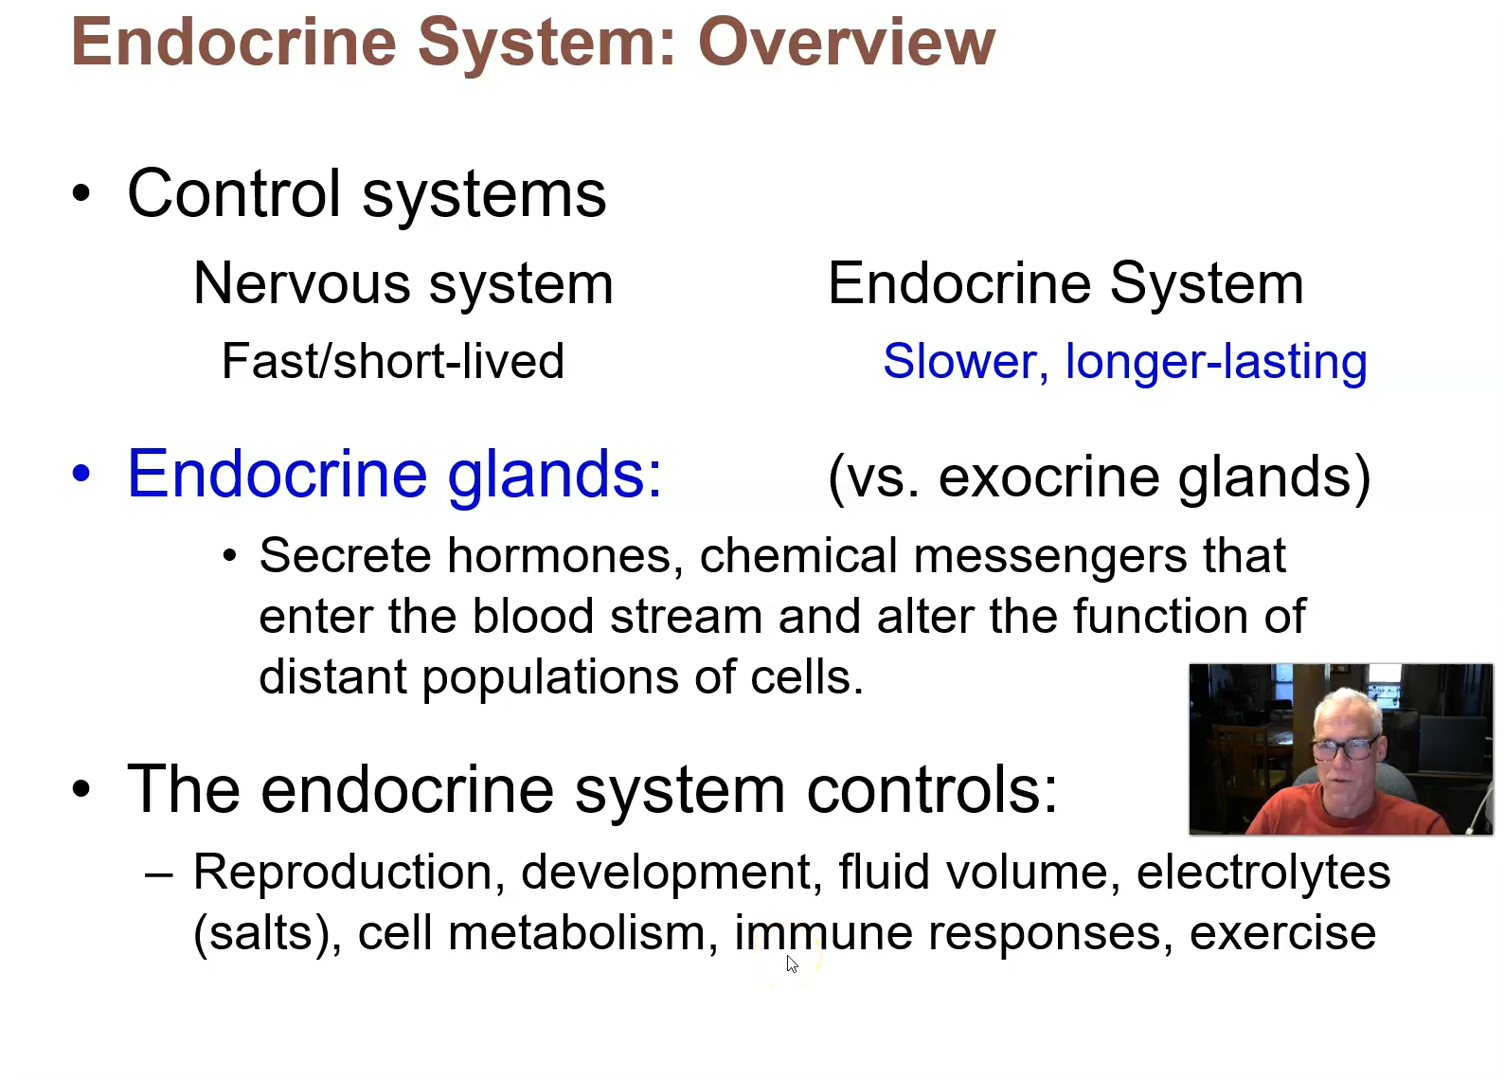 Endocrine System: Overview
• Control systems
Nervous system Endocrine System
Fast/short-lived Slower, longer-lasting
• Endocrine glands: (vs. exocrine glands)
• Secrete hormones, chemical messengers that
enter the blood stream and alter the function of
distant populations of cells.
• The endocrine system controls:
– Reproduction, development, fluid volume, electrolytes
(salts), cell metabolism, immune responses, exercise